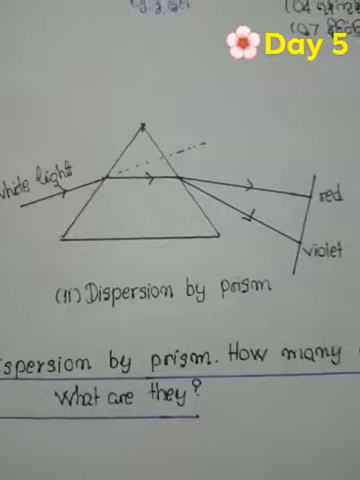 🌸 Day 5
white light
red
violet
(ii) Dispersion by prism
ispersion by prism. How many
What are they?